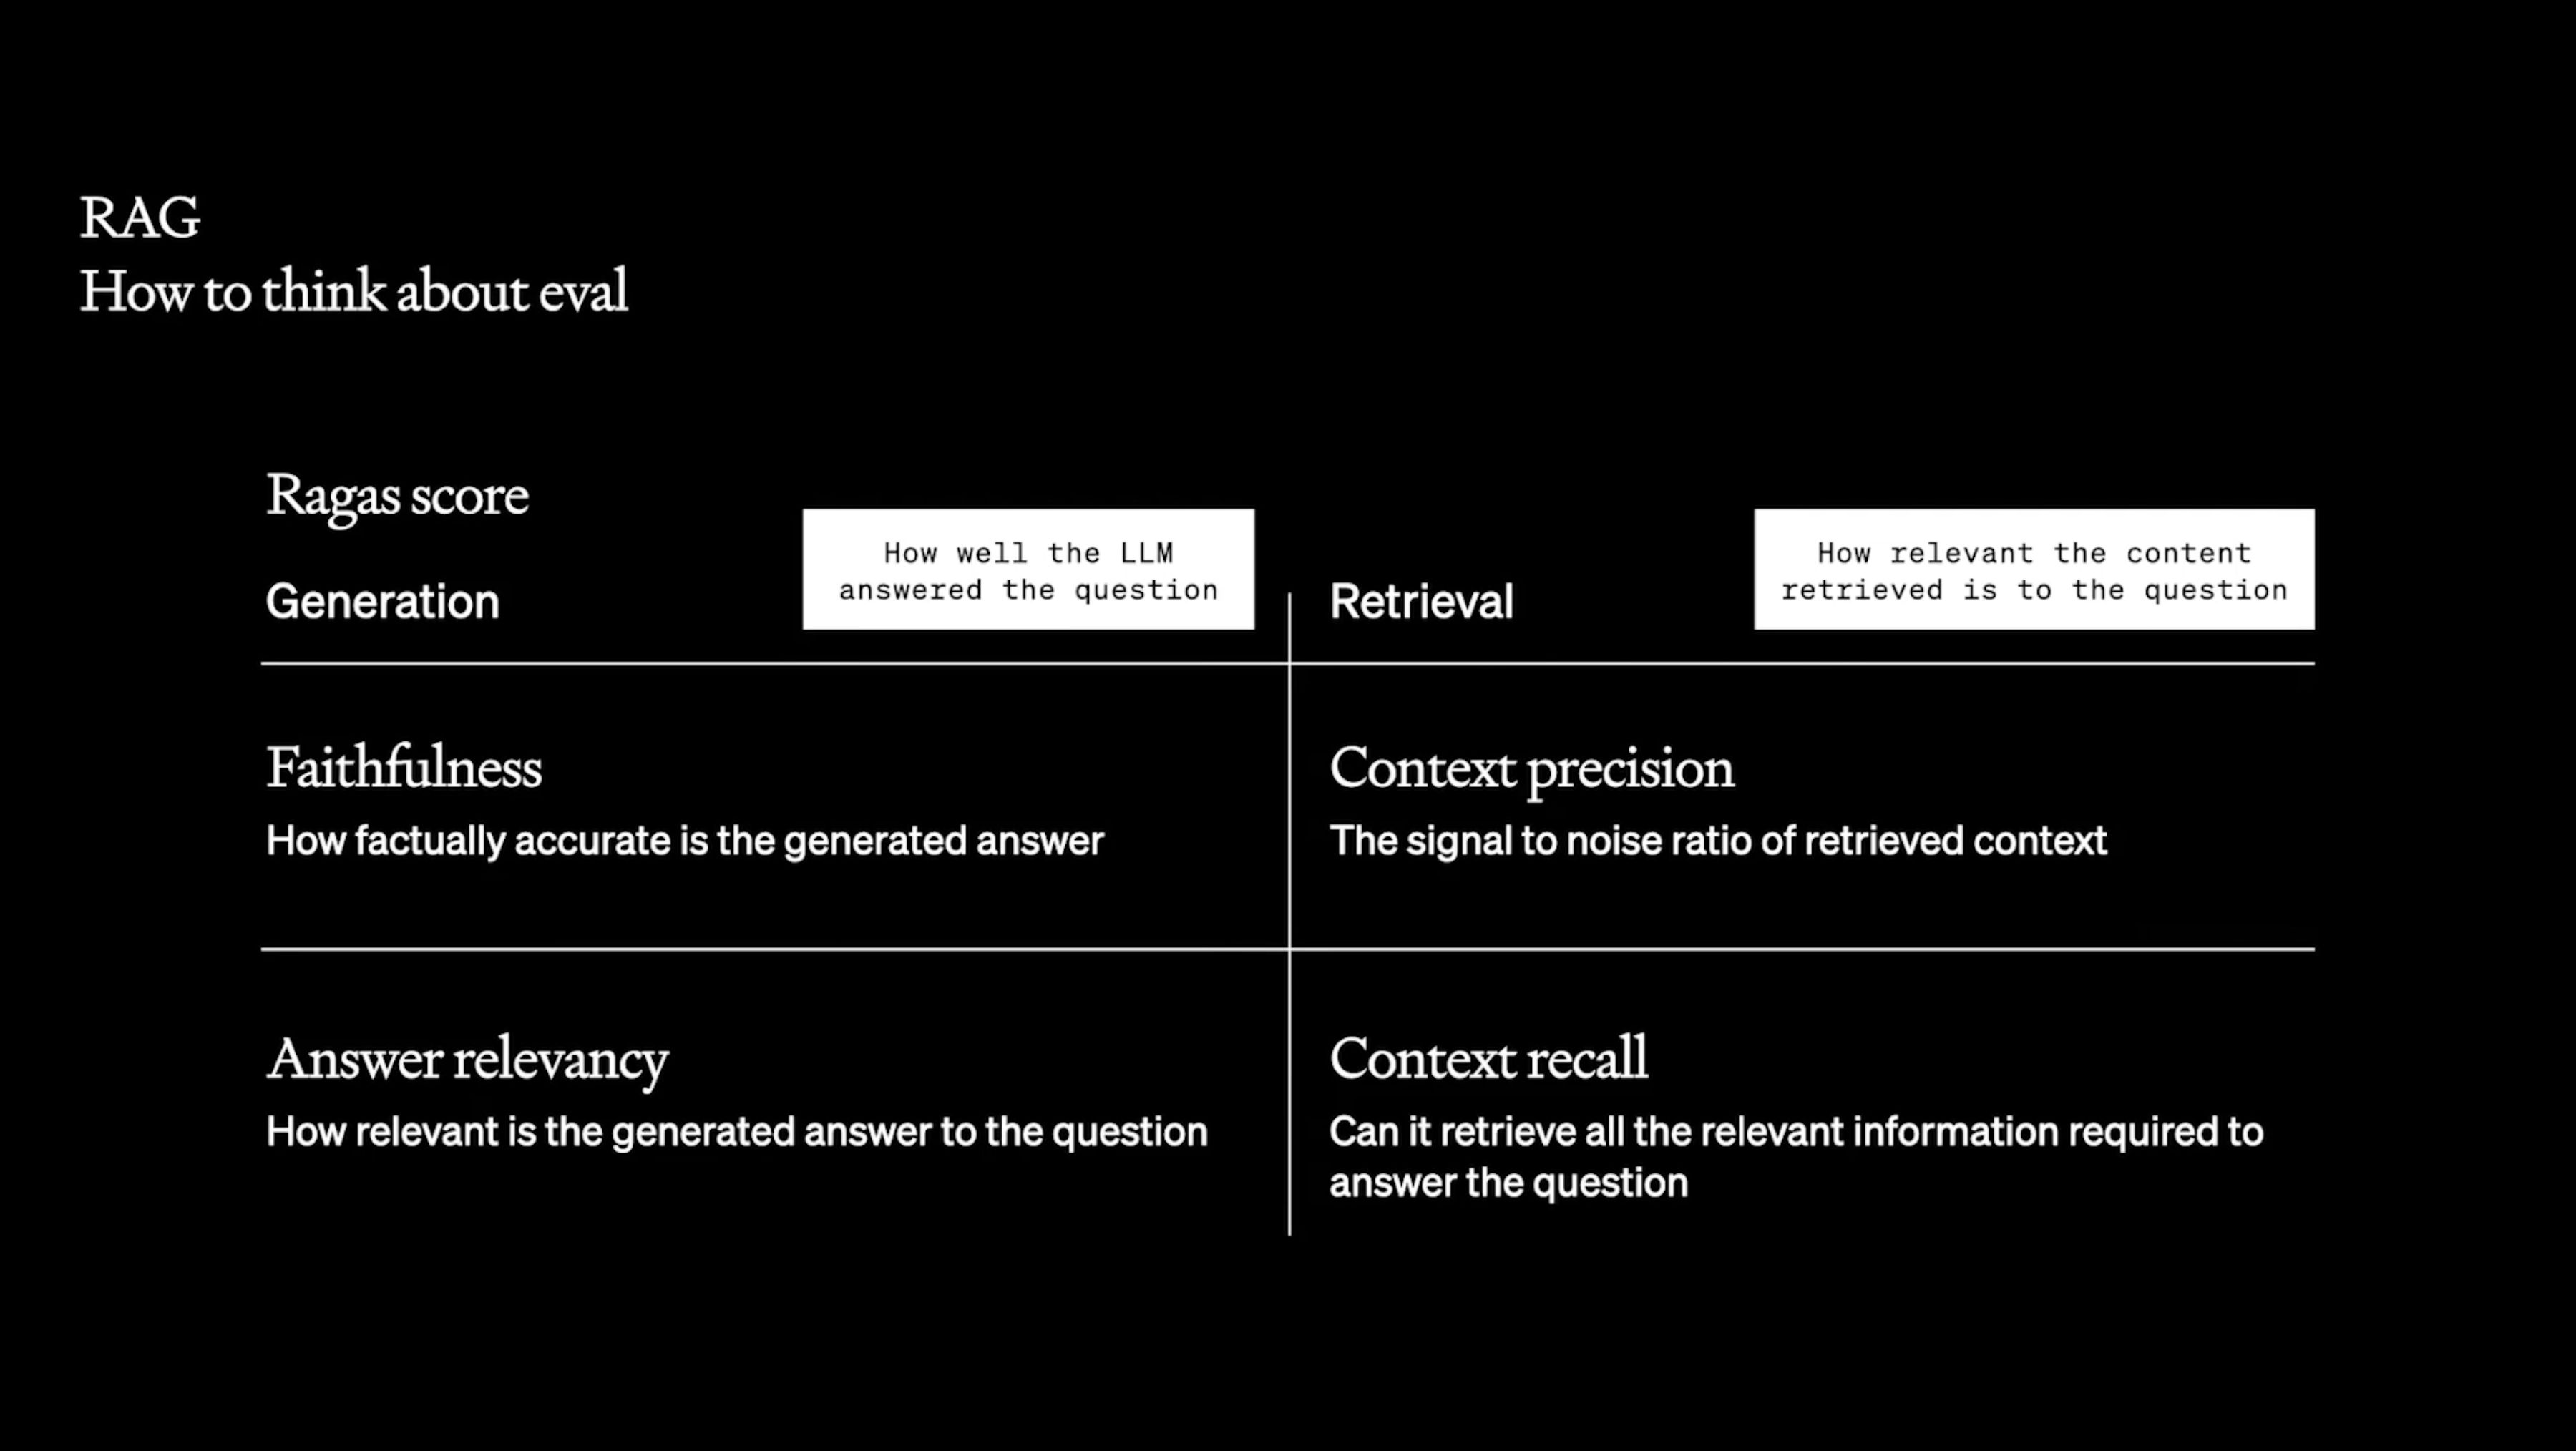 RAG
How to think about eval
Ragas score
Generation
How well the LLM
answered the question
Retrieval
How relevant the content
retrieved is to the question
Faithfulness
How factually accurate is the generated answer
Context precision
The signal to noise ratio of retrieved context
Answer relevancy
How relevant is the generated answer to the question
Context recall
Can it retrieve all the relevant information required to
answer the question